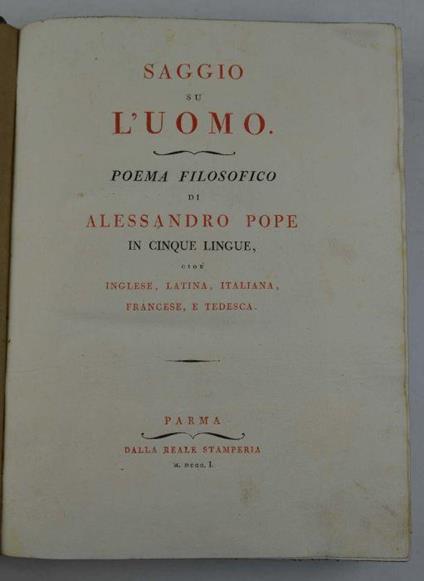 SAGGIO
SU
L'UOMO.
POEMA FILOSOFICO
DI
ALESSANDRO POPE
IN CINQUE LINGUE,
CIOE'
INGLESE, LATINA, ITALIANA,
FRANCESE, E TEDESCA.
PARMA
DALLA REALE STAMPERIA
M. DCCC. I.